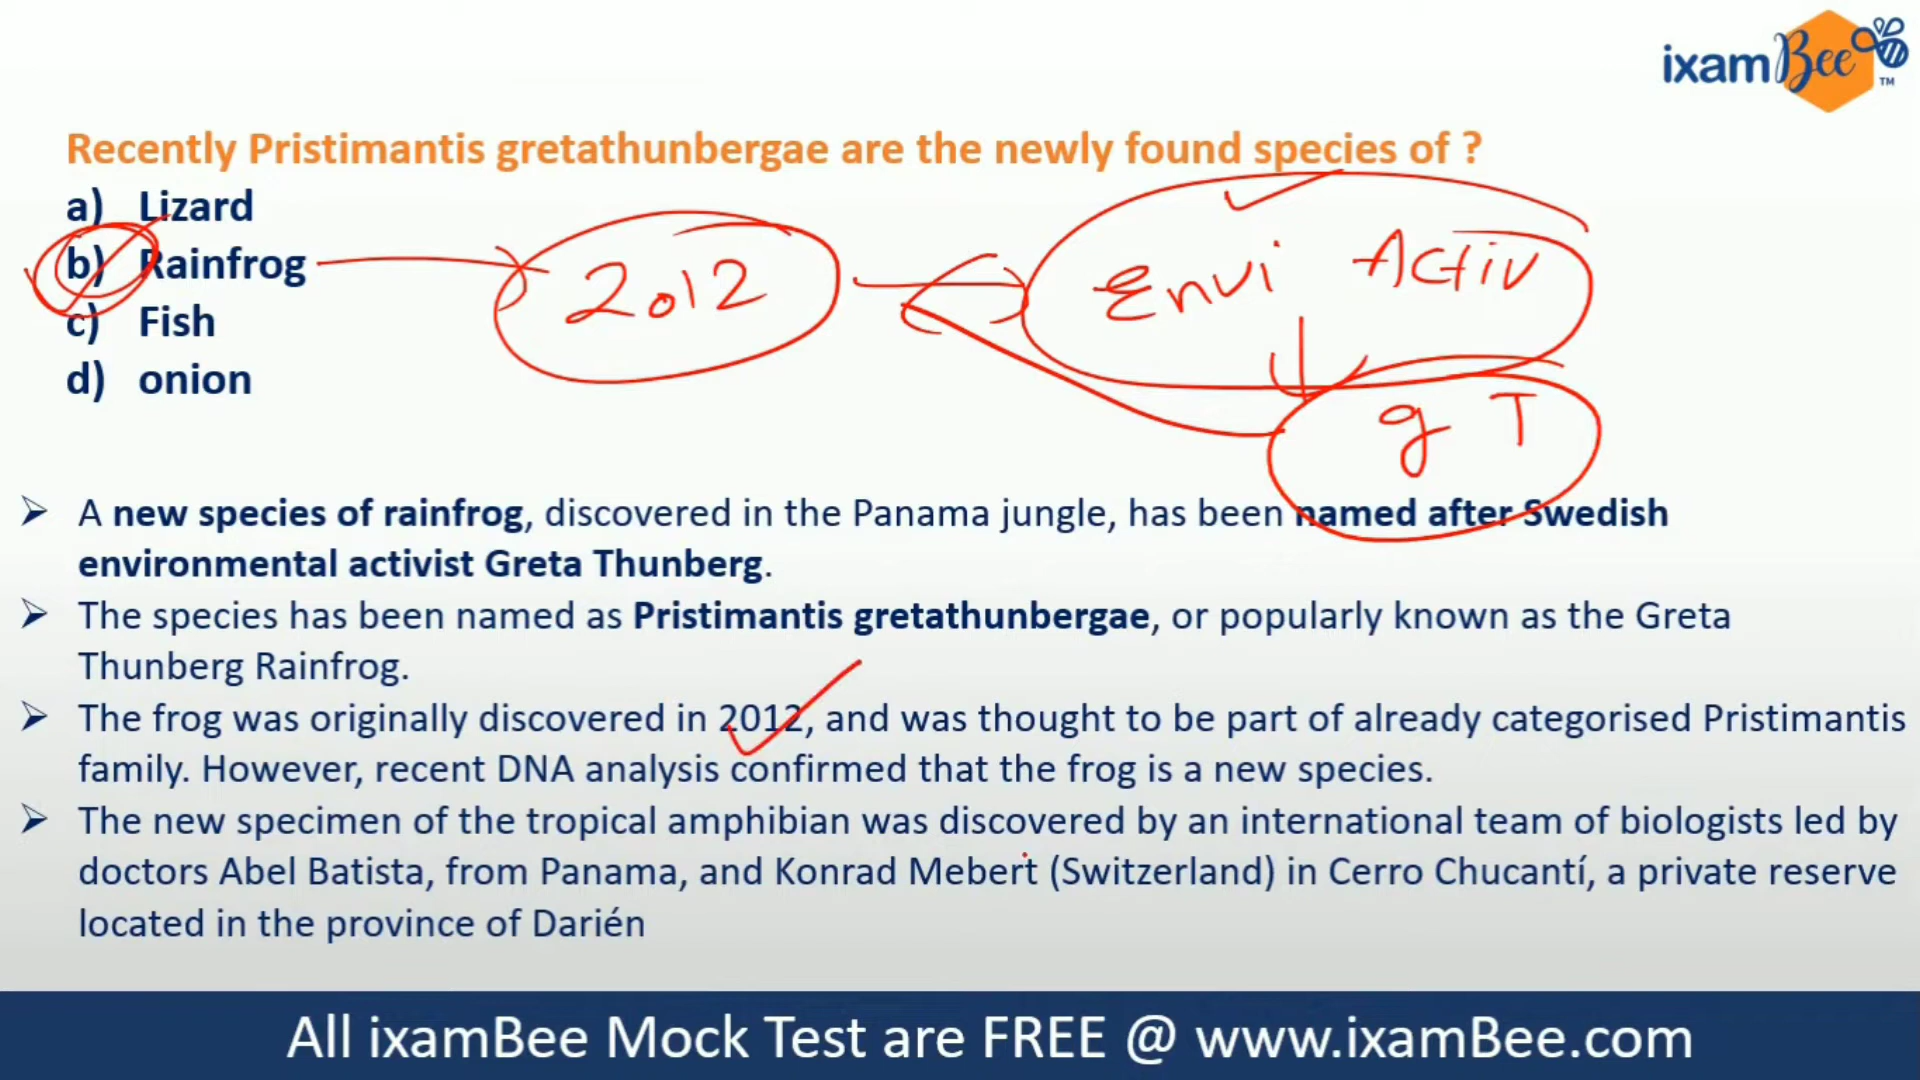 ixamBee™
Recently Pristimantis gretathunbergae are the newly found species of ?
a) Lizard
b) Rainfrog
c) Fish
d) onion
2012
Envi Activ
g T
➢ A new species of rainfrog, discovered in the Panama jungle, has been named after Swedish
environmental activist Greta Thunberg.
➢ The species has been named as Pristimantis gretathunbergae, or popularly known as the Greta
Thunberg Rainfrog.
➢ The frog was originally discovered in 2012, and was thought to be part of already categorised Pristimantis
family. However, recent DNA analysis confirmed that the frog is a new species.
➢ The new specimen of the tropical amphibian was discovered by an international team of biologists led by
doctors Abel Batista, from Panama, and Konrad Mebert (Switzerland) in Cerro Chucantí, a private reserve
located in the province of Darién
All ixamBee Mock Test are FREE @ www.ixamBee.com